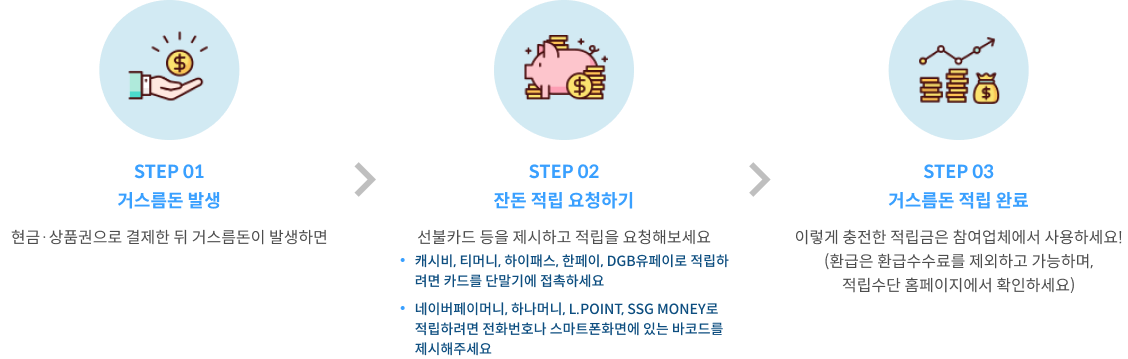 STEP 01
거스름돈 발생
현금·상품권으로 결제한 뒤 거스름돈이 발생하면
STEP 02
잔돈 적립 요청하기
선불카드 등을 제시하고 적립을 요청해보세요
• 캐시비, 티머니, 하이패스, 한페이, DGB유페이로 적립하
려면 카드를 단말기에 접촉하세요
• 네이버페이머니, 하나머니, L.POINT, SSG MONEY로
적립하려면 전화번호나 스마트폰화면에 있는 바코드를
제시해주세요
STEP 03
거스름돈 적립 완료
이렇게 충전한 적립금은 참여업체에서 사용하세요!
(환급은 환급수수료를 제외하고 가능하며,
적립수단 홈페이지에서 확인하세요)